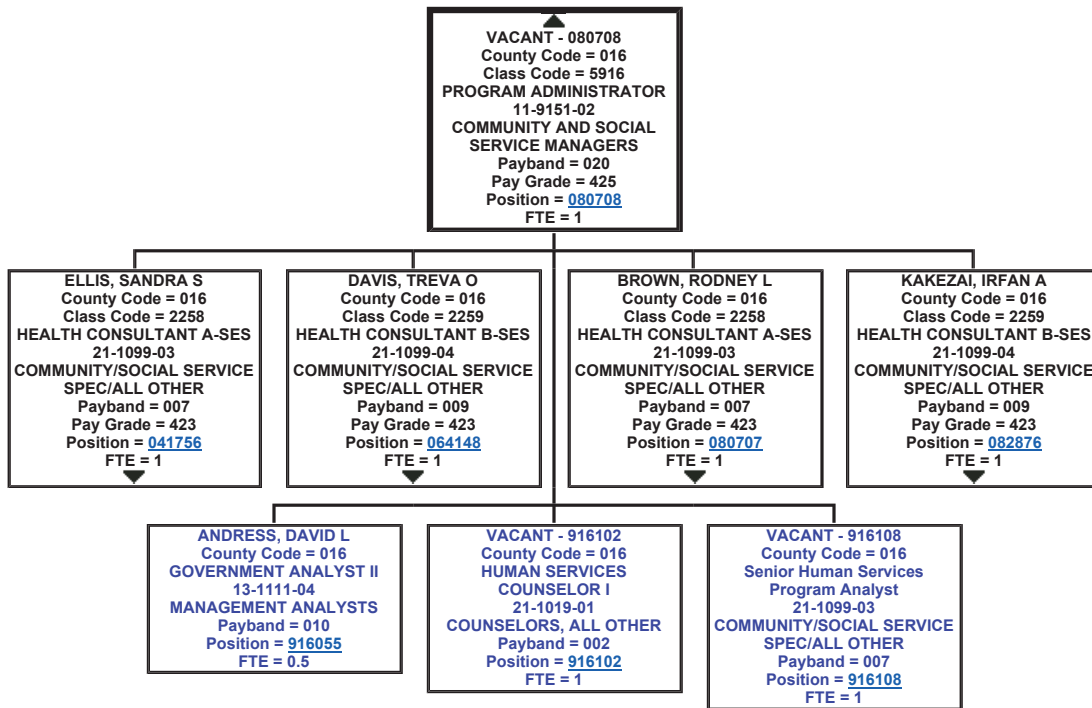 VACANT - 080708
County Code = 016
Class Code = 5916
PROGRAM ADMINISTRATOR
11-9151-02
COMMUNITY AND SOCIAL
SERVICE MANAGERS
Payband = 020
Pay Grade = 425
Position = 080708
FTE = 1
ELLIS, SANDRA S
County Code = 016
Class Code = 2258
HEALTH CONSULTANT A-SES
21-1099-03
COMMUNITY/SOCIAL SERVICE
SPEC/ALL OTHER
Payband = 007
Pay Grade = 423
Position = 041756
FTE = 1
DAVIS, TREVA O
County Code = 016
Class Code = 2259
HEALTH CONSULTANT B-SES
21-1099-04
COMMUNITY/SOCIAL SERVICE
SPEC/ALL OTHER
Payband = 009
Pay Grade = 423
Position = 064148
FTE = 1
BROWN, RODNEY L
County Code = 016
Class Code = 2258
HEALTH CONSULTANT A-SES
21-1099-03
COMMUNITY/SOCIAL SERVICE
SPEC/ALL OTHER
Payband = 007
Pay Grade = 423
Position = 080707
FTE = 1
KAKEZAI, IRFAN A
County Code = 016
Class Code = 2259
HEALTH CONSULTANT B-SES
21-1099-04
COMMUNITY/SOCIAL SERVICE
SPEC/ALL OTHER
Payband = 009
Pay Grade = 423
Position = 082876
FTE = 1
ANDRESS, DAVID L
County Code = 016
GOVERNMENT ANALYST II
13-1111-04
MANAGEMENT ANALYSTS
Payband = 010
Position = 916055
FTE = 0.5
VACANT - 916102
County Code = 016
HUMAN SERVICES
COUNSELOR I
21-1019-01
COUNSELORS, ALL OTHER
Payband = 002
Position = 916102
FTE = 1
VACANT - 916108
County Code = 016
Senior Human Services
Program Analyst
21-1099-03
COMMUNITY/SOCIAL SERVICE
SPEC/ALL OTHER
Payband = 007
Position = 916108
FTE = 1